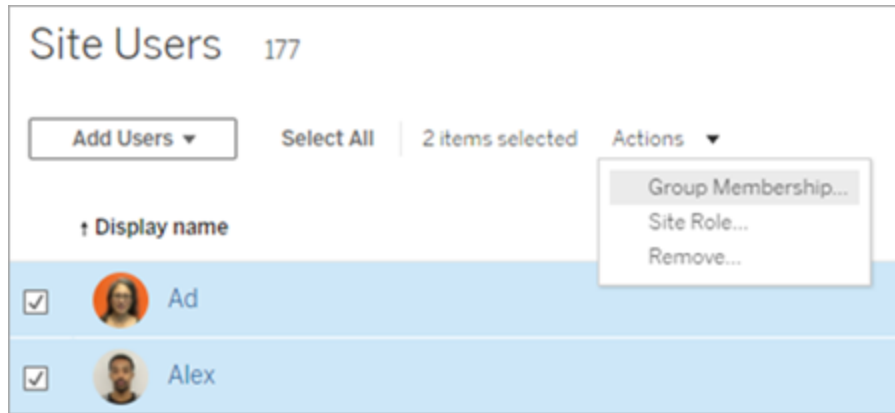 Site Users 177
Add Users Select All 2 items selected Actions
Group Membership...
Site Role...
Remove...
↑ Display name
Ad
Alex